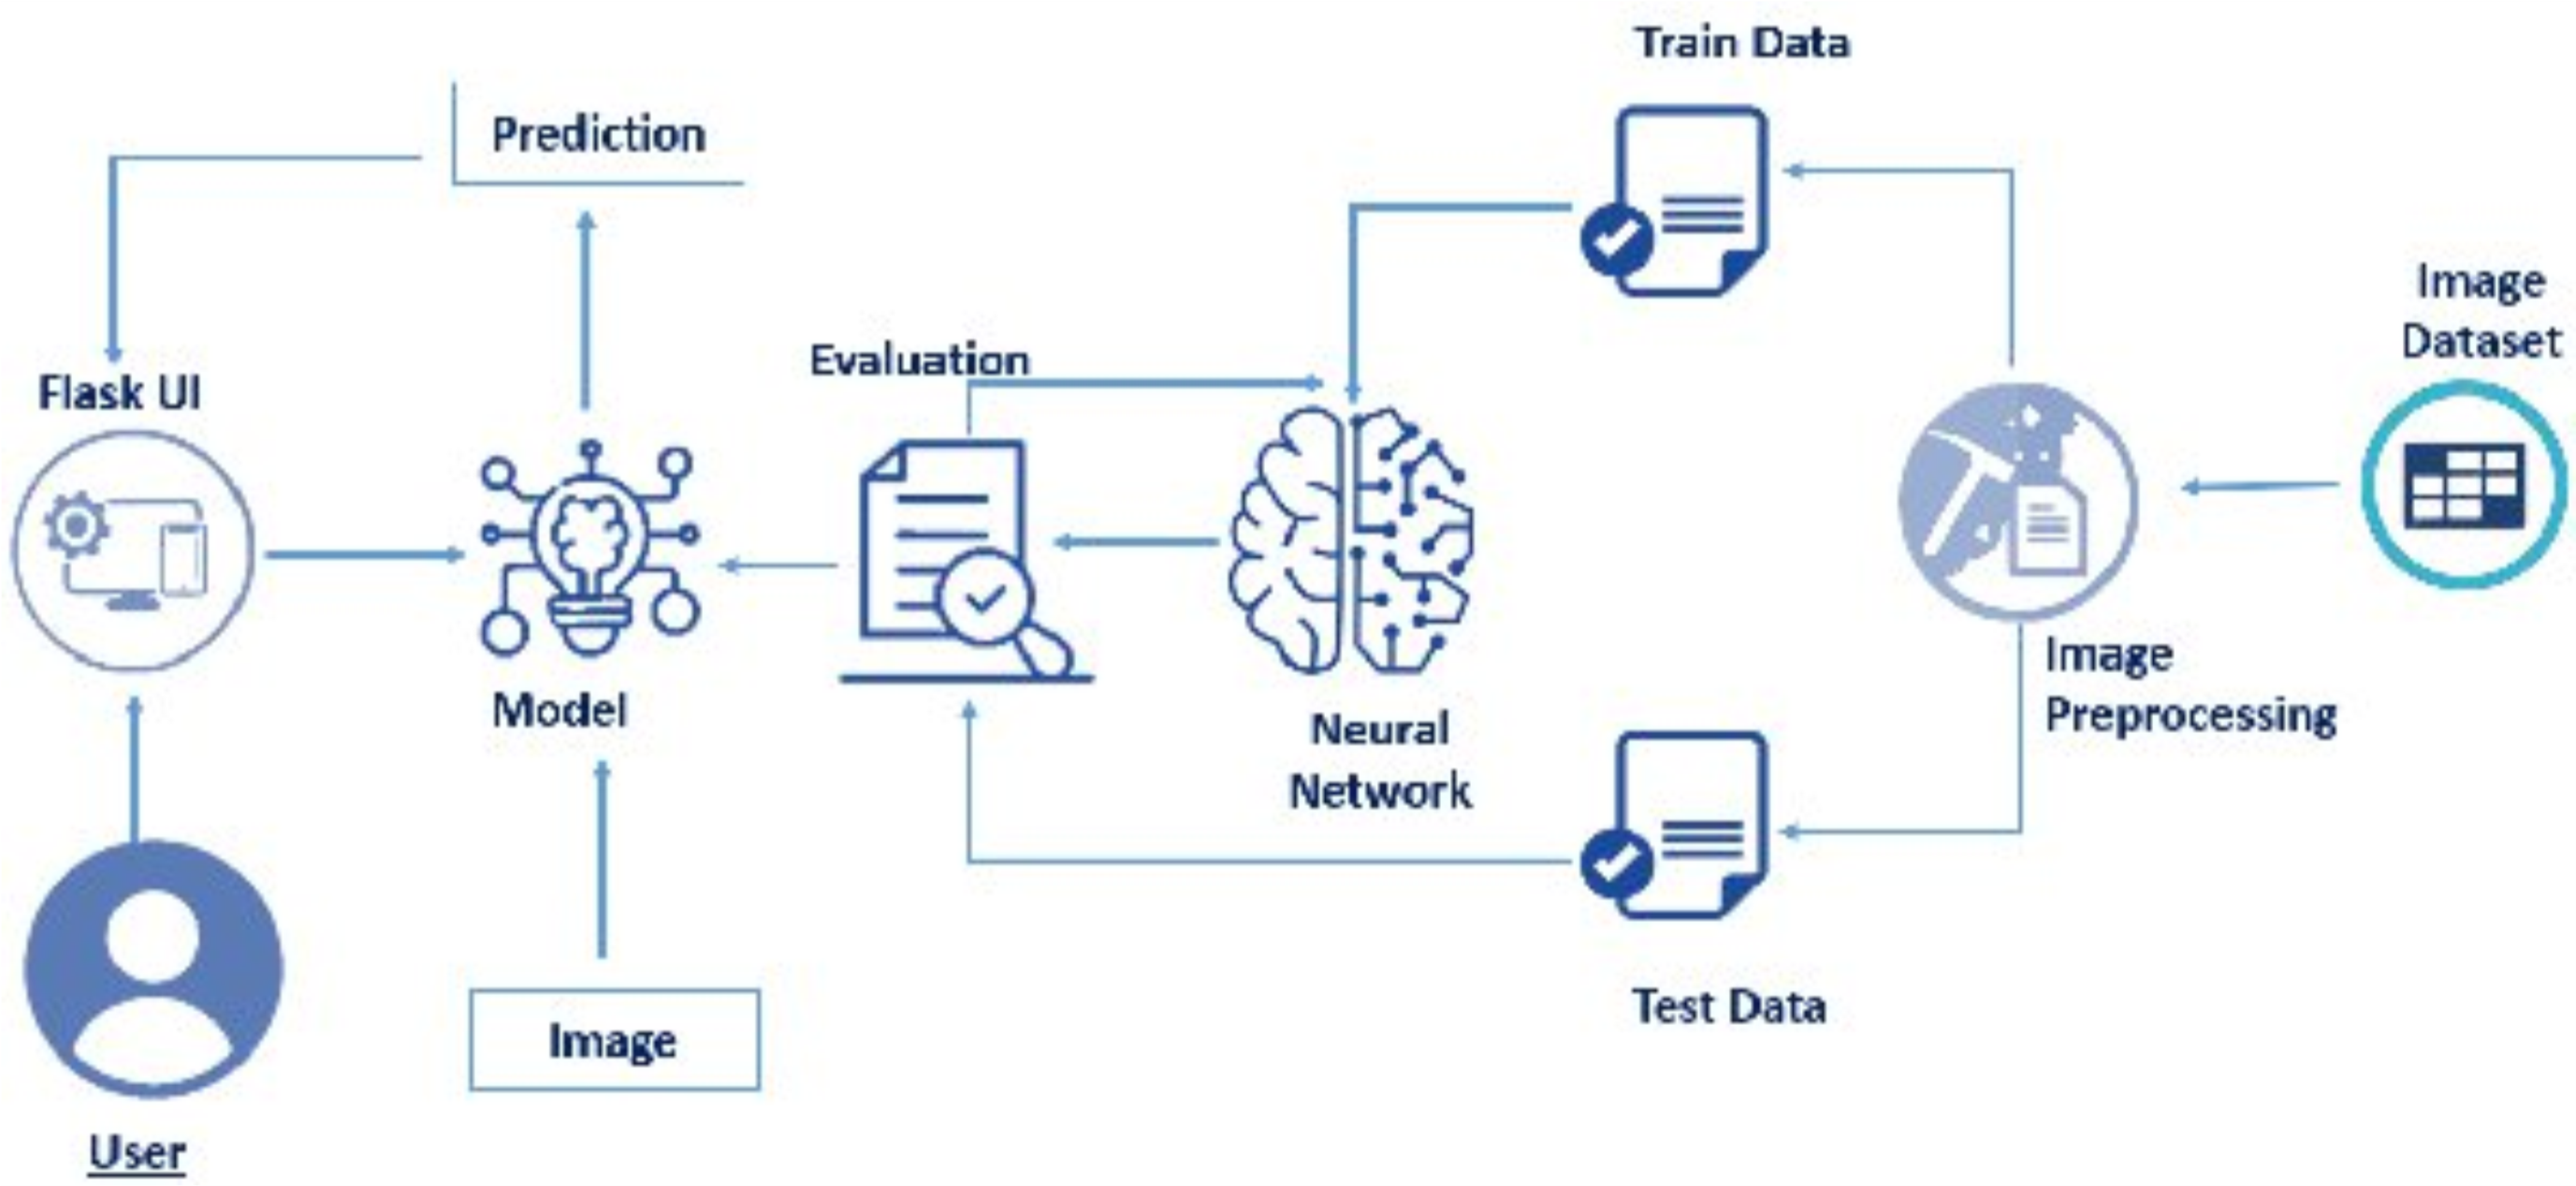 Train Data
Prediction
Image
Dataset
Evaluation
Flask UI
Image
Preprocessing
Model
Neural
Network
Test Data
Image
User